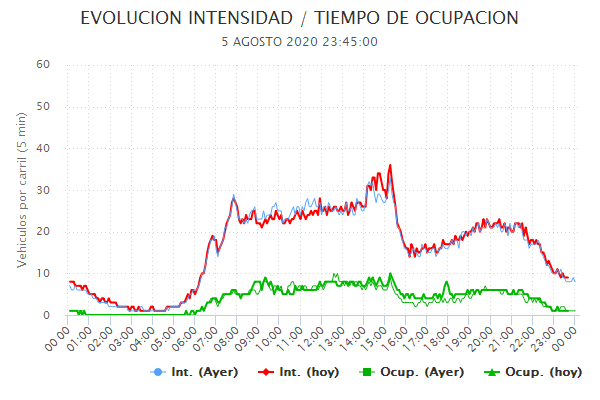 EVOLUCION INTENSIDAD / TIEMPO DE OCUPACION
5 AGOSTO 2020 23:45:00
Vehiculos por carril (5 min)
60
50
40
30
20
10
0
00:00 01:00 02:00 03:00 04:00 05:00 06:00 07:00 08:00 09:00 10:00 11:00 12:00 13:00 14:00 15:00 16:00 17:00 18:00 19:00 20:00 21:00 22:00 23:00 00:00
Int. (Ayer) Int. (hoy) Ocup. (Ayer) Ocup. (hoy)